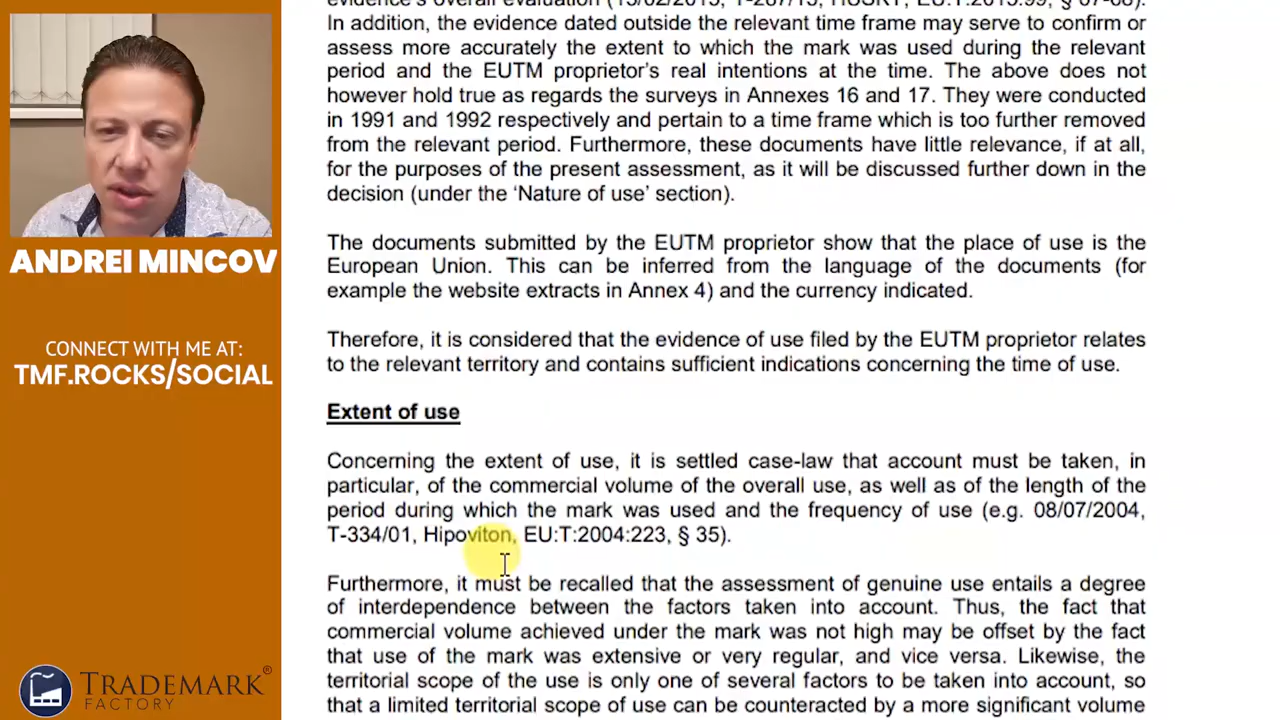 ANDREI MINCOV
CONNECT WITH ME AT:
TMF.ROCKS/SOCIAL
TRADEMARK®
FACTORY
In addition, the evidence dated outside the relevant time frame may serve to confirm or
assess more accurately the extent to which the mark was used during the relevant
period and the EUTM proprietor's real intentions at the time. The above does not
however hold true as regards the surveys in Annexes 16 and 17. They were conducted
in 1991 and 1992 respectively and pertain to a time frame which is too further removed
from the relevant period. Furthermore, these documents have little relevance, if at all,
for the purposes of the present assessment, as it will be discussed further down in the
decision (under the 'Nature of use' section).
The documents submitted by the EUTM proprietor show that the place of use is the
European Union. This can be inferred from the language of the documents (for
example the website extracts in Annex 4) and the currency indicated.
Therefore, it is considered that the evidence of use filed by the EUTM proprietor relates
to the relevant territory and contains sufficient indications concerning the time of use.
Extent of use
Concerning the extent of use, it is settled case-law that account must be taken, in
particular, of the commercial volume of the overall use, as well as of the length of the
period during which the mark was used and the frequency of use (e.g. 08/07/2004,
T-334/01, Hipoviton, EU:T:2004:223, § 35).
Furthermore, it must be recalled that the assessment of genuine use entails a degree
of interdependence between the factors taken into account. Thus, the fact that
commercial volume achieved under the mark was not high may be offset by the fact
that use of the mark was extensive or very regular, and vice versa. Likewise, the
territorial scope of the use is only one of several factors to be taken into account, so
that a limited territorial scope of use can be counteracted by a more significant volume